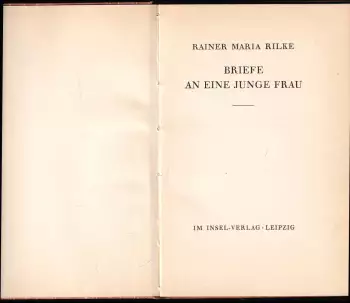 RAINER MARIA RILKE
BRIEFE
AN EINE JUNGE FRAU
IM INSEL-VERLAG · LEIPZIG